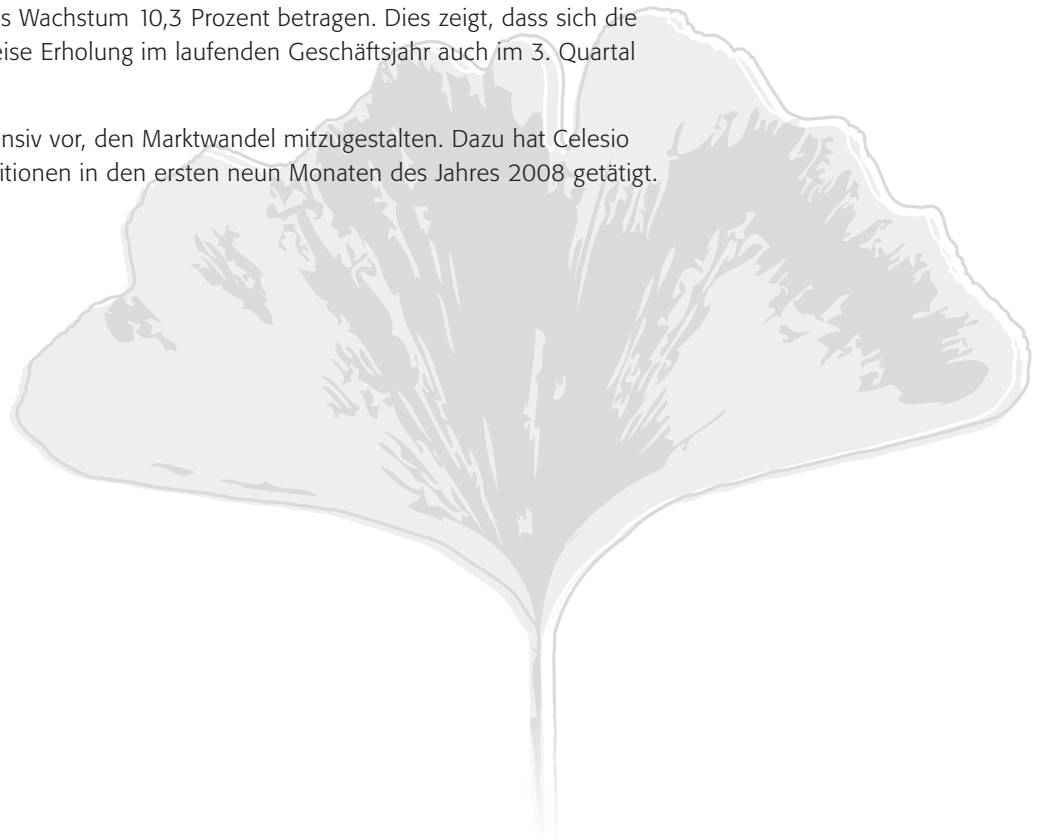 s Wachstum 10,3 Prozent betragen. Dies zeigt, dass sich die
eise Erholung im laufenden Geschäftsjahr auch im 3. Quartal
ensiv vor, den Marktwandel mitzugestalten. Dazu hat Celesio
itionen in den ersten neun Monaten des Jahres 2008 getätigt.